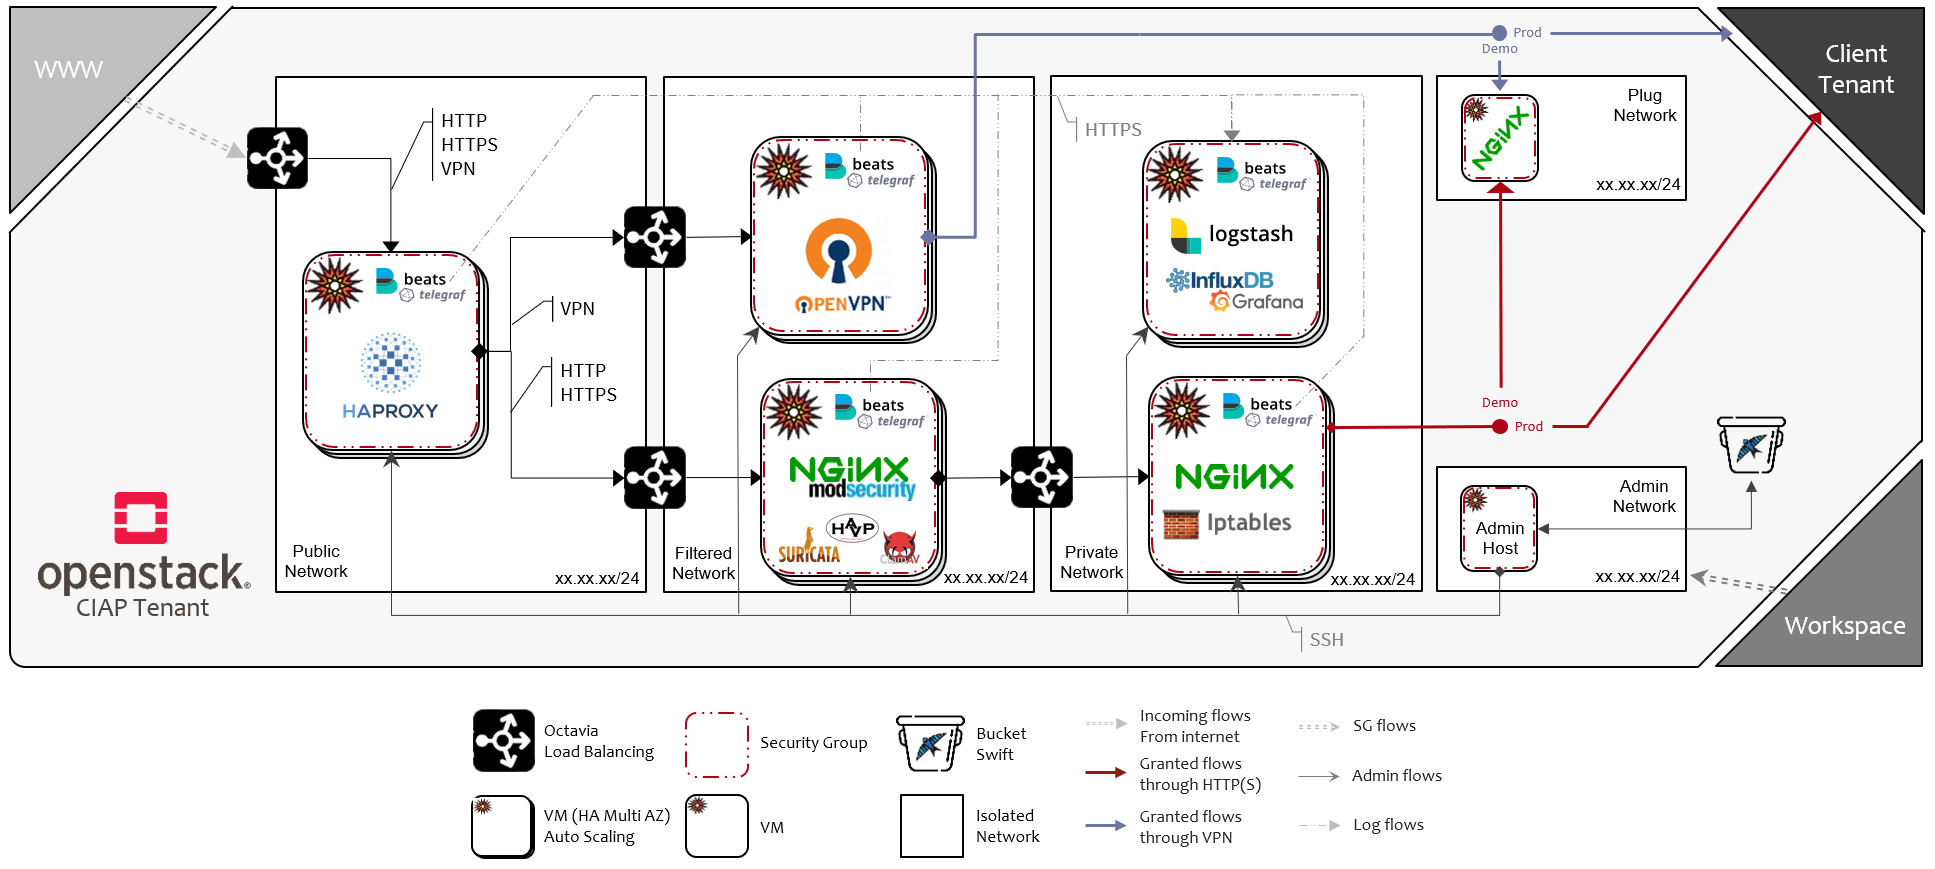 WWW
Client
Tenant
Prod
Demo
Plug
Network
NGiNX
xx.xx.xx/24
HTTP
HTTPS
VPN
HTTPS
beats
telegraf
OPENVPN
beats
telegraf
logstash
InfluxDB
Grafana
beats
telegraf
HAPROXY
VPN
HTTP
HTTPS
beats
telegraf
NGiNX
modsecurity
SURICATA
HAVP
ClamAV
beats
telegraf
NGiNX
Iptables
Demo
Prod
Public
Network
xx.xx.xx/24
Filtered
Network
xx.xx.xx/24
Private
Network
xx.xx.xx/24
Admin
Network
Admin
Host
xx.xx.xx/24
openstack
CIAP Tenant
Workspace
SSH
Octavia
Load Balancing
Security Group
Bucket
Swift
Incoming flows
From internet
SG flows
Granted flows
through HTTP(S)
Admin flows
VM (HA Multi AZ)
Auto Scaling
VM
Isolated
Network
Granted flows
through VPN
Log flows